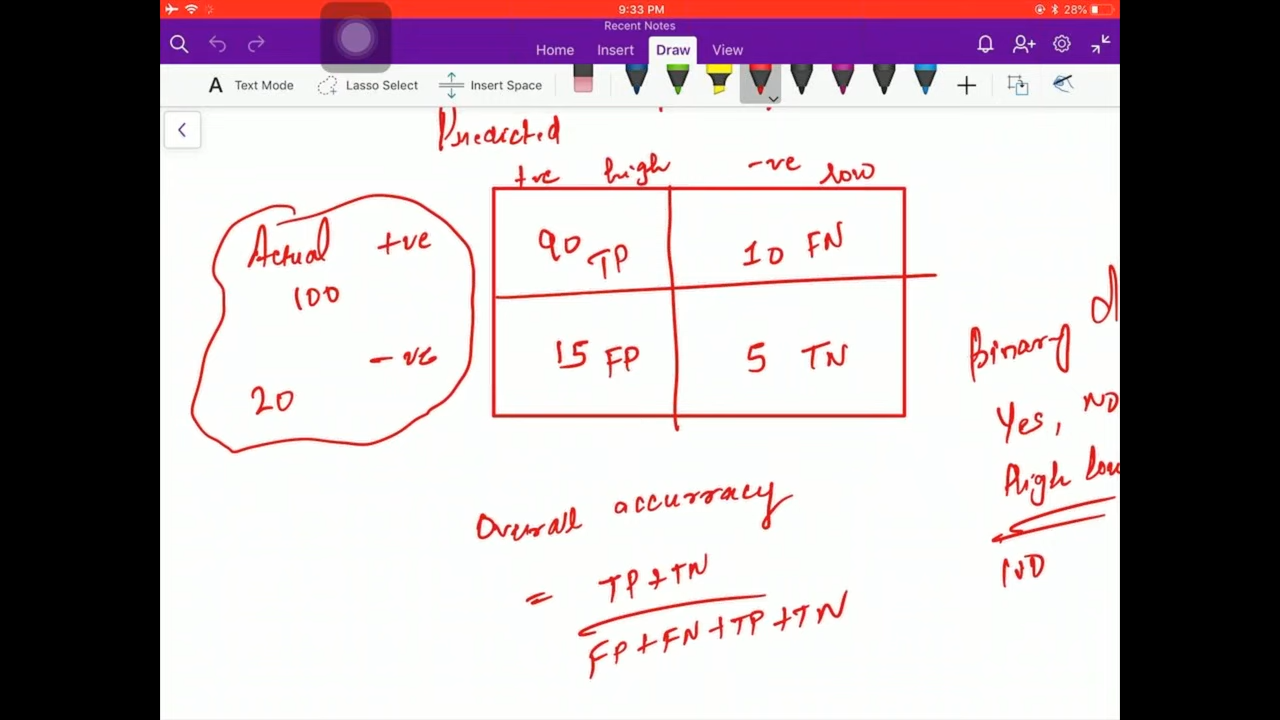 9:33 PM
28%
Recent Notes
Home Insert Draw View
A Text Mode Lasso Select Insert Space
Predicted
+ve high -ve low
Actual +ve 90 TP 10 FN
100
-ve 15 FP 5 TN
20
Binary
Yes, NO
High low
Overall accurracy
= TP+TN
FP+FN+TP+TN